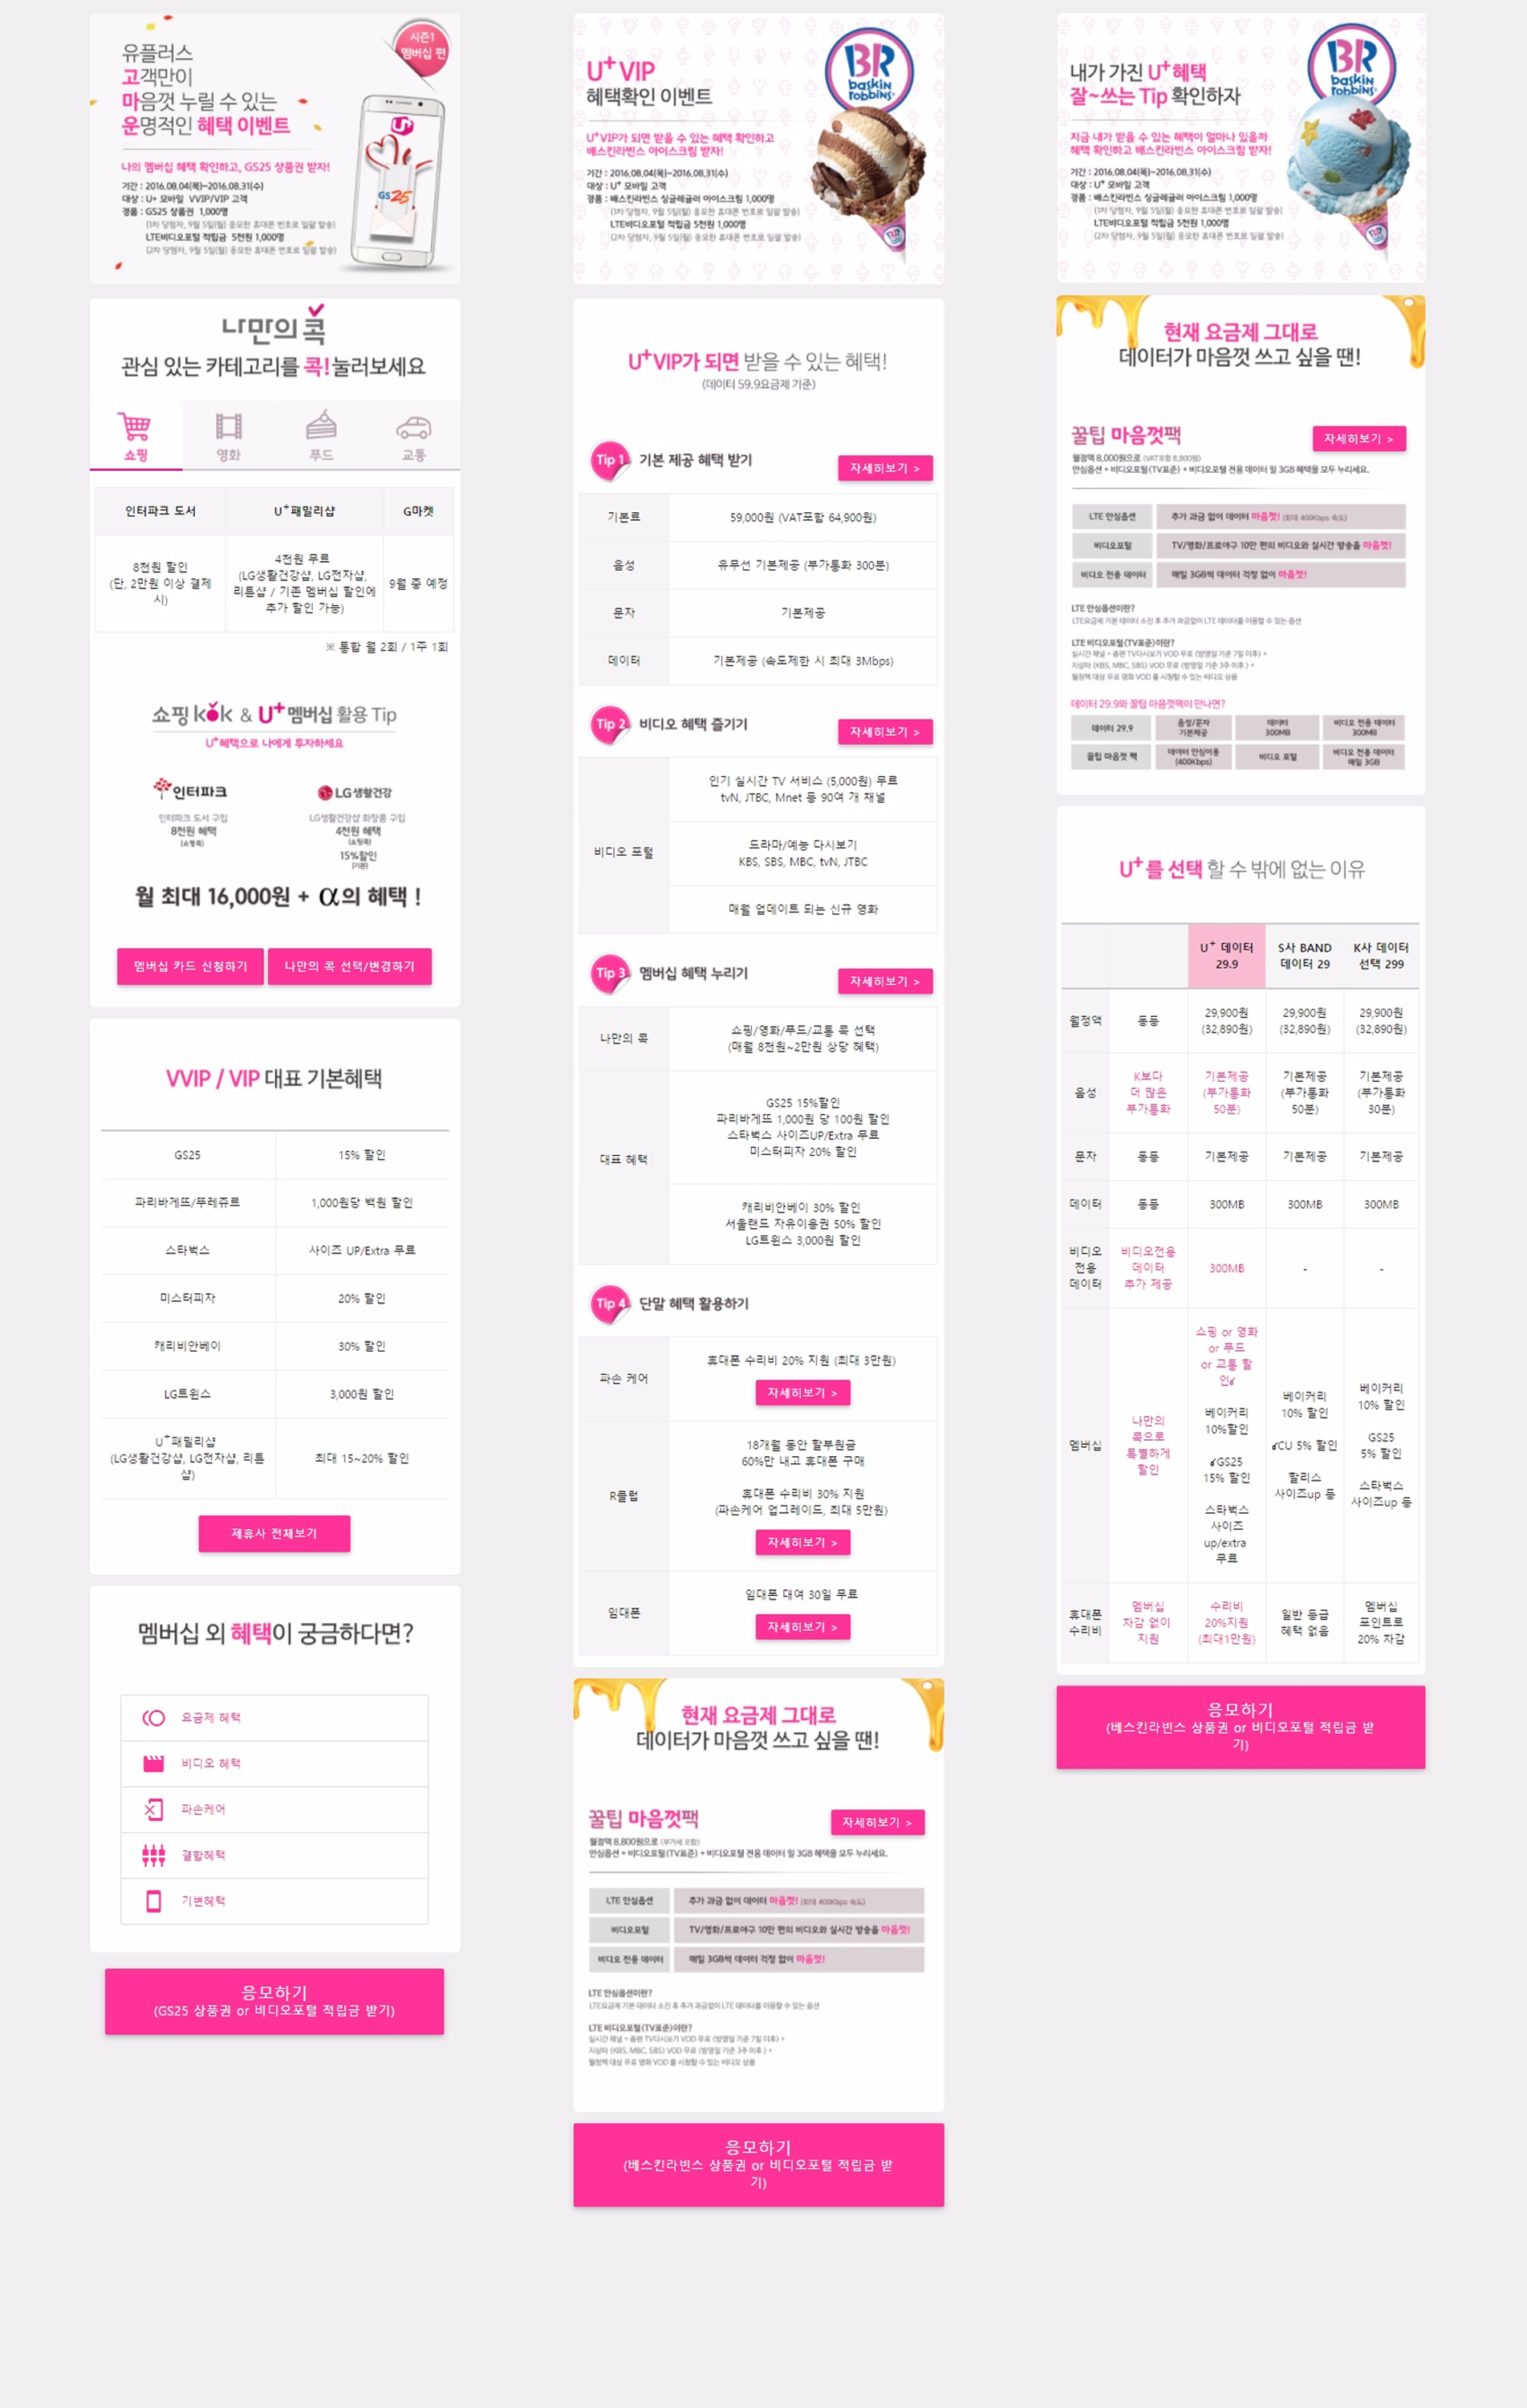 시즌1
멤버십 편
유플러스
고객만이
마음껏 누릴 수 있는
운명적인 혜택 이벤트
나의 멤버십 혜택 확인하고, GS25 상품권 받자!
기간 : 2016.08.04(목)~2016.08.31(수)
대상 : U+ 모바일 VVIP/VIP 고객
경품 : GS25 상품권 1,000명
(1차 당첨자, 9월 5일(월) 응모한 휴대폰 번호로 일괄 발송)
LTE비디오포털 적립금 5천원 1,000명
(2차 당첨자, 9월 5일(월) 응모한 휴대폰 번호로 일괄 발송)
U+
GS25
나만의 콕
관심 있는 카테고리를 콕!눌러보세요
쇼핑 영화 푸드 교통
인터파크 도서 U+패밀리샵 G마켓
8천원 할인
(단, 2만원 이상 결제
시)
4천원 무료
(LG생활건강샵, LG전자샵,
리튼샵 / 기존 멤버십 할인에
추가 할인 가능)
9월 중 예정
※ 통합 월 2회 / 1주 1회
쇼핑 kok & U+멤버십 활용 Tip
U+혜택으로 나에게 투자하세요
인터파크
인터파크 도서 구입
8천원 혜택
(쇼핑콕)
LG생활건강
LG생활건강샵 화장품 구입
4천원 혜택
(쇼핑콕)
15%할인
(기본)
월 최대 16,000원 + α의 혜택 !
멤버십 카드 신청하기 나만의 콕 선택/변경하기
VVIP / VIP 대표 기본혜택
GS25 15% 할인
파리바게뜨/뚜레쥬르 1,000원당 백원 할인
스타벅스 사이즈 UP/Extra 무료
미스터피자 20% 할인
캐리비안베이 30% 할인
LG트윈스 3,000원 할인
U+패밀리샵
(LG생활건강샵, LG전자샵, 리튼
샵)
최대 15~20% 할인
제휴사 전체보기
멤버십 외 혜택이 궁금하다면?
요금제 혜택
비디오 혜택
파손케어
결합혜택
기변혜택
응모하기
(GS25 상품권 or 비디오포털 적립금 받기)
U+ VIP
혜택확인 이벤트
U+VIP가 되면 받을 수 있는 혜택 확인하고
배스킨라빈스 아이스크림 받자!
기간 : 2016.08.04(목)~2016.08.31(수)
대상 : U+ 모바일 고객
경품 : 배스킨라빈스 싱글레귤러 아이스크림 1,000명
(1차 당첨자, 9월 5일(월) 응모한 휴대폰 번호로 일괄 발송)
LTE비디오포털 적립금 5천원 1,000명
(2차 당첨자, 9월 5일(월) 응모한 휴대폰 번호로 일괄 발송)
BR
baskin
robbins
U+VIP가 되면 받을 수 있는 혜택!
(데이터 59.9요금제 기준)
Tip 1 기본 제공 혜택 받기
자세히보기 >
기본료 59,000원 (VAT포함 64,900원)
음성 유무선 기본제공 (부가통화 300분)
문자 기본제공
데이터 기본제공 (속도제한 시 최대 3Mbps)
Tip 2 비디오 혜택 즐기기
자세히보기 >
비디오 포털
인기 실시간 TV 서비스 (5,000원) 무료
tvN, JTBC, Mnet 등 90여 개 채널
드라마/예능 다시보기
KBS, SBS, MBC, tvN, JTBC
매월 업데이트 되는 신규 영화
Tip 3 멤버십 혜택 누리기
자세히보기 >
나만의 콕
쇼핑/영화/푸드/교통 콕 선택
(매월 8천원~2만원 상당 혜택)
대표 혜택
GS25 15%할인
파리바게뜨 1,000원 당 100원 할인
스타벅스 사이즈UP/Extra 무료
미스터피자 20% 할인
캐리비안베이 30% 할인
서울랜드 자유이용권 50% 할인
LG트윈스 3,000원 할인
Tip 4 단말 혜택 활용하기
파손 케어
휴대폰 수리비 20% 지원 (최대 3만원)
자세히보기 >
R클럽
18개월 동안 할부원금
60%만 내고 휴대폰 구매
휴대폰 수리비 30% 지원
(파손케어 업그레이드, 최대 5만원)
자세히보기 >
임대폰
임대폰 대여 30일 무료
자세히보기 >
현재 요금제 그대로
데이터가 마음껏 쓰고 싶을 땐!
꿀팁 마음껏팩
자세히보기 >
월정액 8,800원으로 (부가세 포함)
안심옵션 + 비디오포털(TV표준) + 비디오포털 전용 데이터 일 3GB 혜택을 모두 누리세요.
LTE 안심옵션 추가 과금 없이 데이터 마음껏! (최대 400Kbps 속도)
비디오포털 TV/영화/프로야구 10만 편의 비디오와 실시간 방송을 마음껏!
비디오 전용 데이터 매일 3GB씩 데이터 걱정 없이 마음껏!
LTE 안심옵션이란?
LTE요금제 기본 데이터 소진 후 추가 과금없이 LTE 데이터를 이용할 수 있는 옵션
LTE 비디오포털(TV표준)이란?
실시간 채널 + 종편 TV다시보기 VOD 무료 (방영일 기준 7일 이후) +
지상파 (KBS, MBC, SBS) VOD 무료 (방영일 기준 3주 이후 ) +
월정액 대상 무료 영화 VOD 를 시청할 수 있는 비디오 상품
응모하기
(베스킨라빈스 상품권 or 비디오포털 적립금 받
기)
내가 가진 U+혜택
잘~쓰는 Tip 확인하자
지금 내가 받을 수 있는 혜택이 얼마나 있을까
혜택 확인하고 배스킨라빈스 아이스크림 받자!
기간 : 2016.08.04(목)~2016.08.31(수)
대상 : U+ 모바일 고객
경품 : 배스킨라빈스 싱글레귤러 아이스크림 1,000명
(1차 당첨자, 9월 5일(월) 응모한 휴대폰 번호로 일괄 발송)
LTE비디오포털 적립금 5천원 1,000명
(2차 당첨자, 9월 5일(월) 응모한 휴대폰 번호로 일괄 발송)
BR
baskin
robbins
현재 요금제 그대로
데이터가 마음껏 쓰고 싶을 땐!
꿀팁 마음껏팩
자세히보기 >
월정액 8,000원으로 (VAT포함 8,800원)
안심옵션 + 비디오포털(TV표준) + 비디오포털 전용 데이터 일 3GB 혜택을 모두 누리세요.
LTE 안심옵션 추가 과금 없이 데이터 마음껏! (최대 400Kbps 속도)
비디오포털 TV/영화/프로야구 10만 편의 비디오와 실시간 방송을 마음껏!
비디오 전용 데이터 매일 3GB씩 데이터 걱정 없이 마음껏!
LTE 안심옵션이란?
LTE요금제 기본 데이터 소진 후 추가 과금없이 LTE 데이터를 이용할 수 있는 옵션
LTE 비디오포털(TV표준)이란?
실시간 채널 + 종편 TV다시보기 VOD 무료 (방영일 기준 7일 이후) +
지상파 (KBS, MBC, SBS) VOD 무료 (방영일 기준 3주 이후 ) +
월정액 대상 무료 영화 VOD 를 시청할 수 있는 비디오 상품
데이터 29.9와 꿀팁 마음껏팩이 만나면?
데이터 29.9
음성/문자
기본제공
데이터
300MB
비디오 전용 데이터
300MB
꿀팁 마음껏 팩
데이터 안심이용
(400Kbps)
비디오 포털
비디오 전용 데이터
매일 3GB
U+를 선택 할 수 밖에 없는 이유
U+ 데이터
29.9
S사 BAND
데이터 29
K사 데이터
선택 299
월정액
동등
29,900원
(32,890원)
29,900원
(32,890원)
29,900원
(32,890원)
음성
K보다
더 많은
부가통화
기본제공
(부가통화
50분)
기본제공
(부가통화
50분)
기본제공
(부가통화
30분)
문자 동등 기본제공 기본제공 기본제공
데이터 동등 300MB 300MB 300MB
비디오
전용
데이터
비디오전용
데이터
추가 제공
300MB
-
-
멤버십
나만의
콕으로
특별하게
할인
쇼핑 or 영화
or 푸드
or 교통 할
인
베이커리
10%할인
GS25
15% 할인
스타벅스
사이즈
up/extra
무료
베이커리
10% 할인
CU 5% 할인
할리스
사이즈up 등
베이커리
10% 할인
GS25
5% 할인
스타벅스
사이즈up 등
휴대폰
수리비
멤버십
차감 없이
지원
수리비
20%지원
(최대1만원)
일반 등급
혜택 없음
멤버십
포인트로
20% 차감
응모하기
(베스킨라빈스 상품권 or 비디오포털 적립금 받
기)